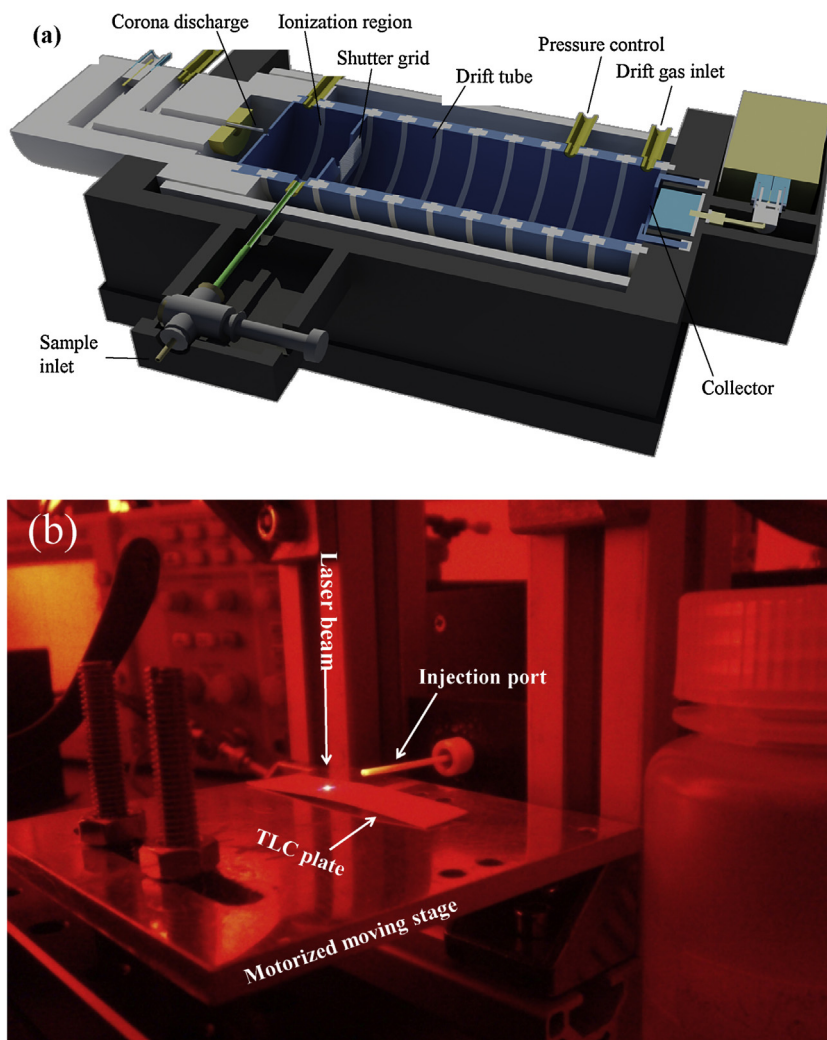 (a)
Corona discharge
Ionization region
Shutter grid
Drift tube
Pressure control
Drift gas inlet
Sample
inlet
Collector
(b)
Laser beam
Injection port
TLC plate
Motorized moving stage